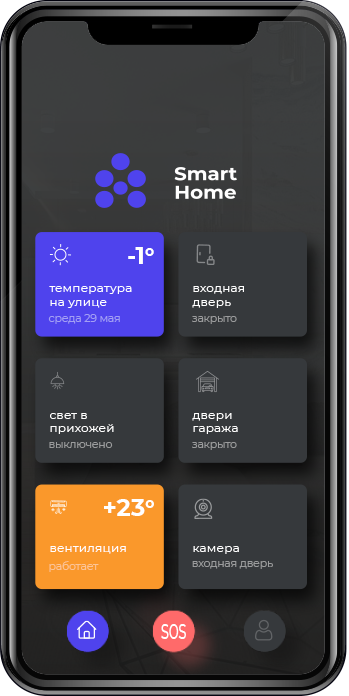 Smart
Home
-1°
температура
на улице
среда 29 мая
входная
дверь
закрыто
свет в
прихожей
выключено
двери
гаража
закрыто
+23°
вентиляция
работает
камера
входная дверь
SOS